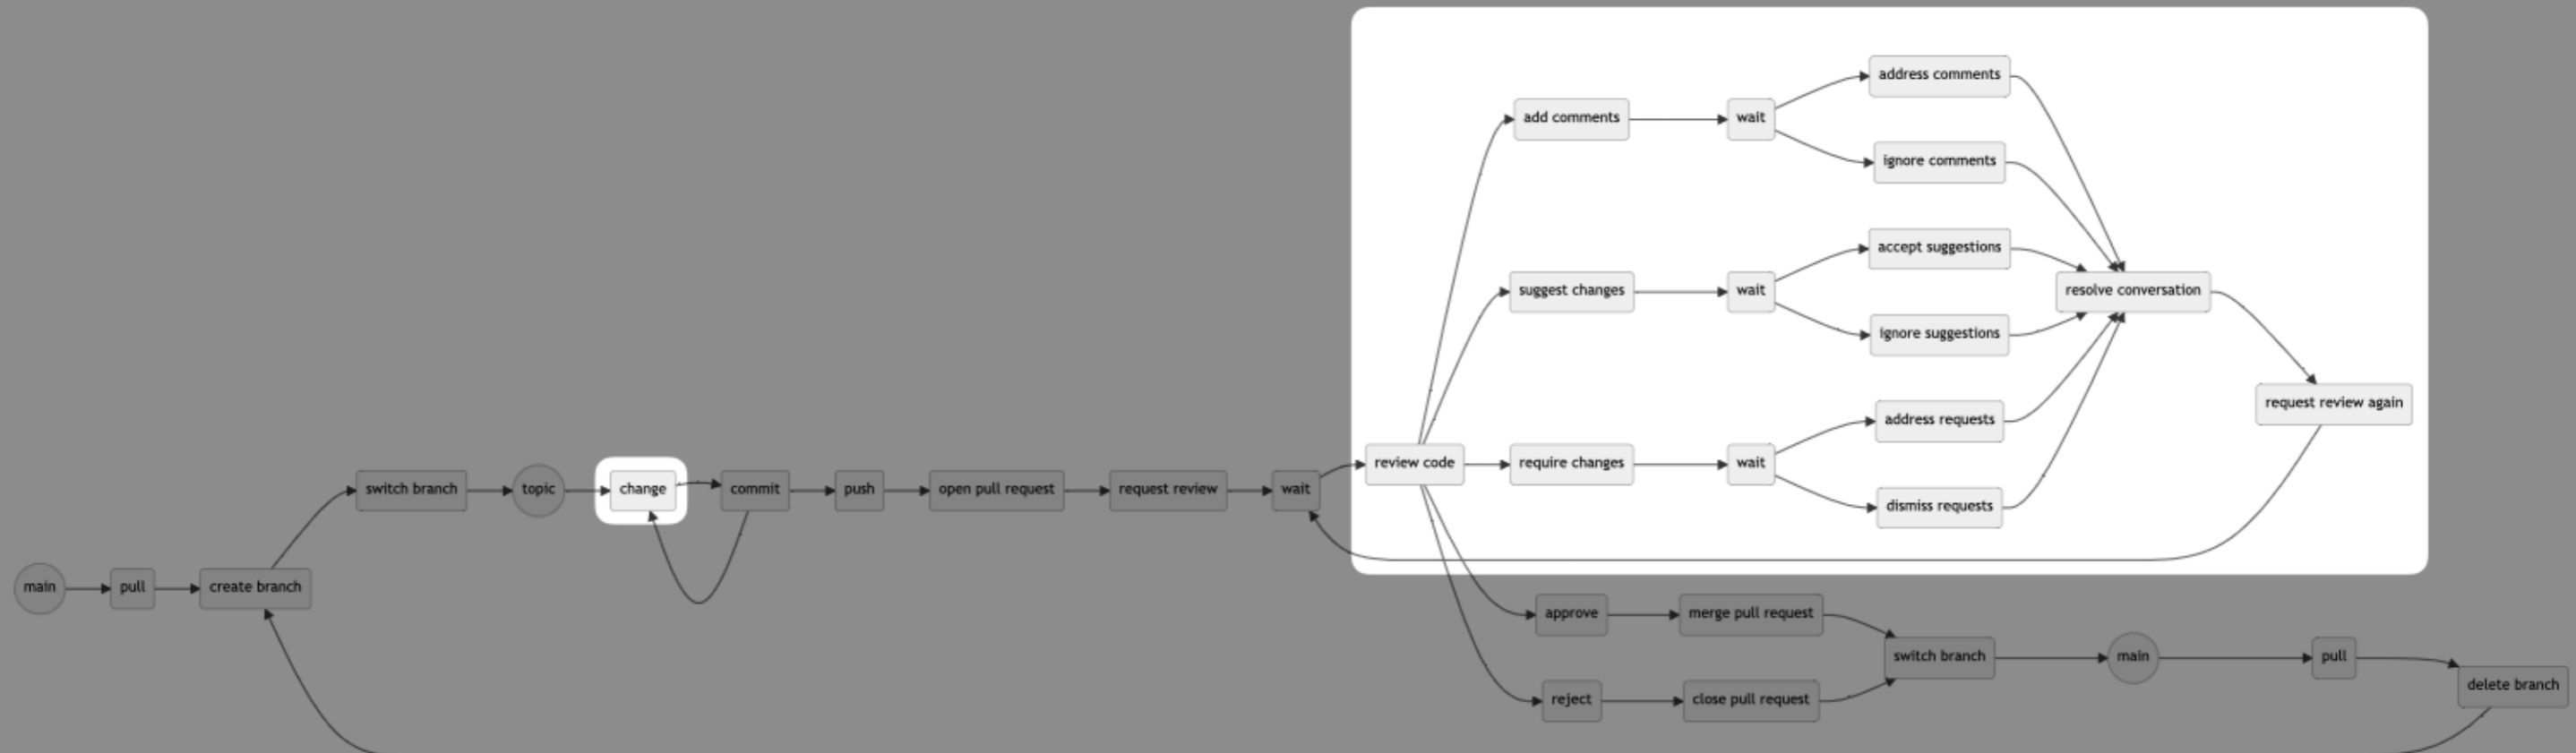 address comments
add comments
wait
ignore comments
accept suggestions
suggest changes
wait
resolve conversation
ignore suggestions
request review again
address requests
review code
require changes
wait
switch branch
topic
change
commit
push
open pull request
request review
wait
dismiss requests
main
pull
create branch
approve
merge pull request
switch branch
main
pull
delete branch
reject
close pull request